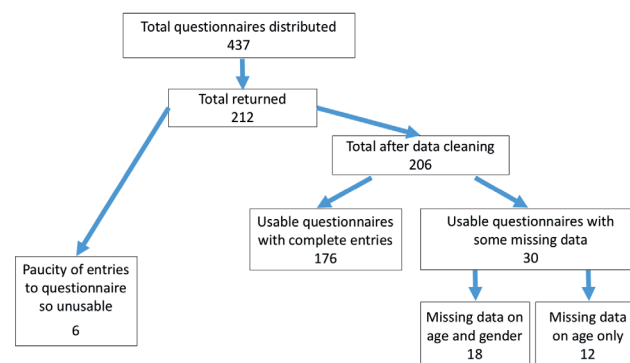 Total questionnaires distributed
437
Total returned
212
Total after data cleaning
206
Usable questionnaires
with complete entries
176
Usable questionnaires with
some missing data
30
Paucity of entries
to questionnaire
so unusable
6
Missing data on
age and gender
18
Missing data
on age only
12